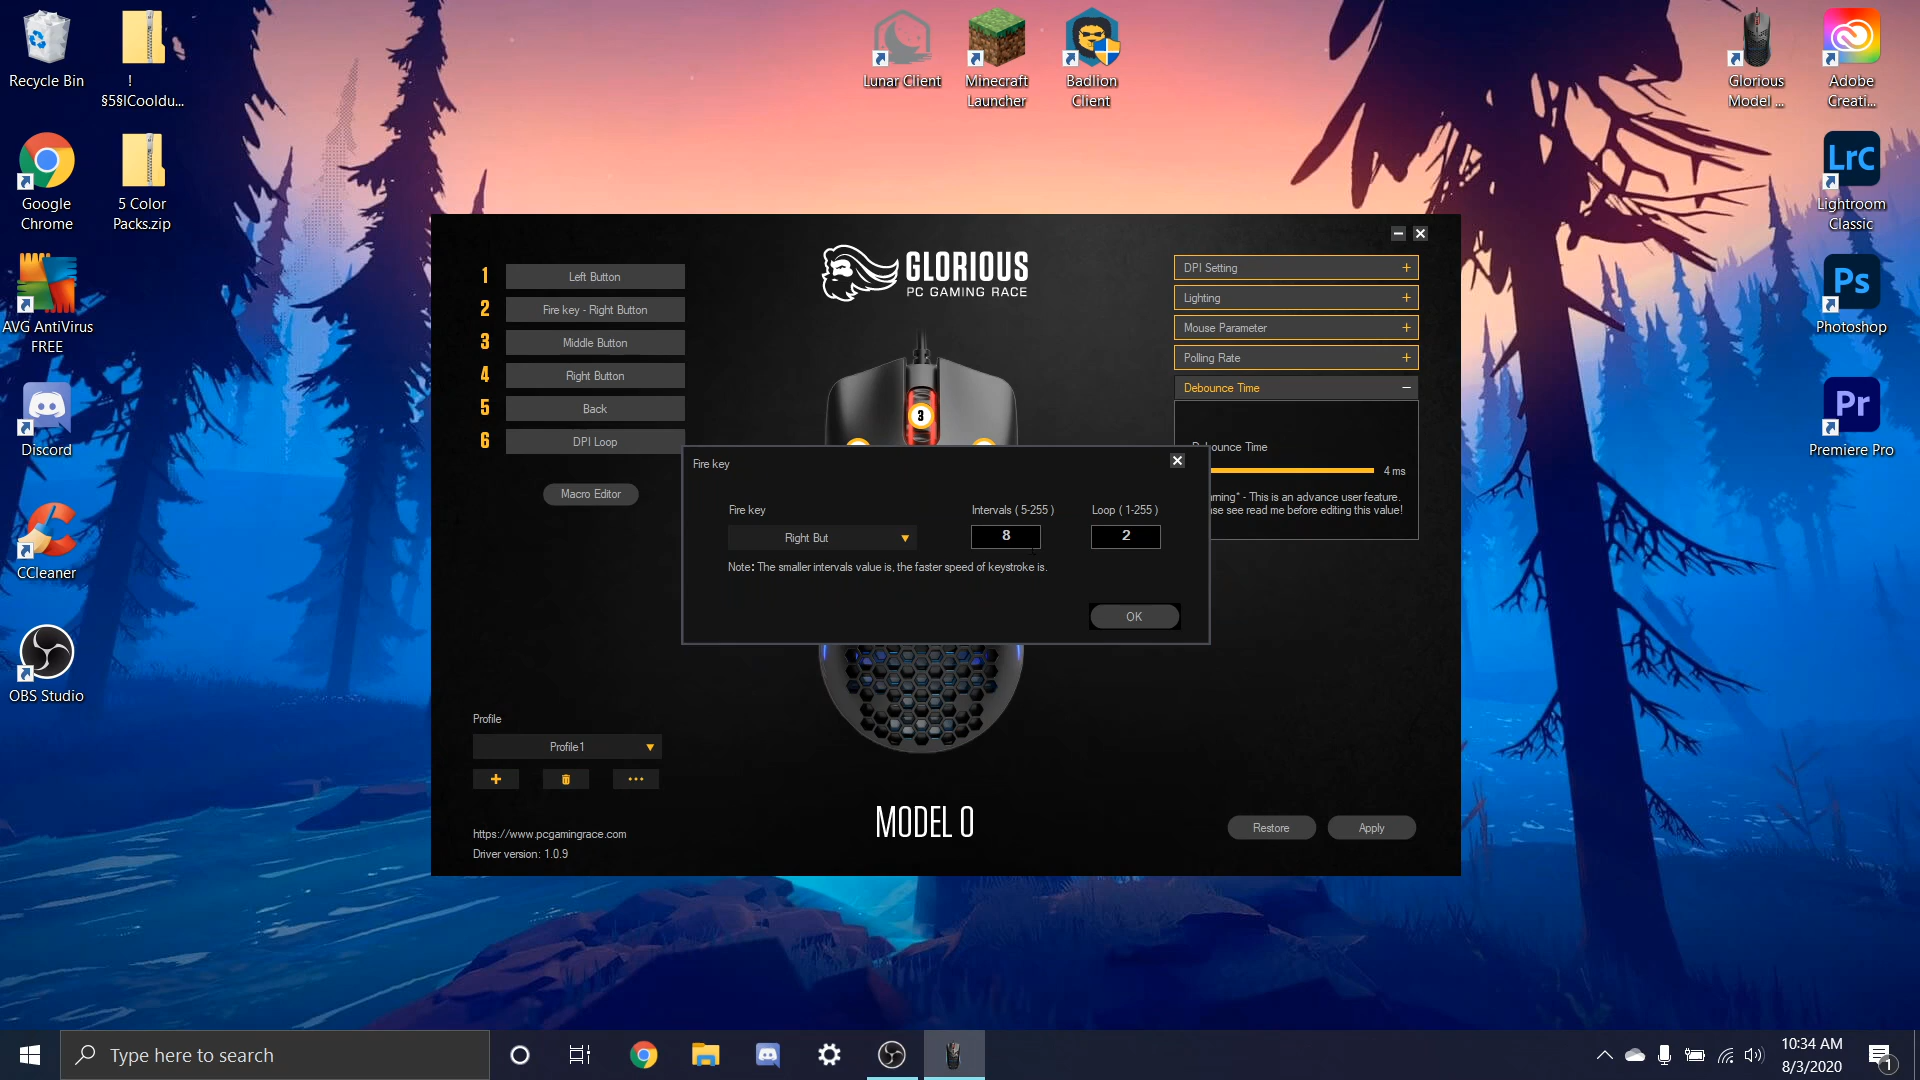 Recycle Bin
!
§5§lCooldu...
Google
Chrome
5 Color
Packs.zip
AVG AntiVirus
FREE
Discord
CCleaner
OBS Studio
Lunar Client
Minecraft
Launcher
Badlion
Client
Glorious
Model ...
Adobe
Creati...
LrC
Lightroom
Classic
Ps
Photoshop
Pr
Premiere Pro
1 Left Button
2 Fire key - Right Button
3 Middle Button
4 Right Button
5 Back
6 DPI Loop
Macro Editor
GLORIOUS
PC GAMING RACE
3
DPI Setting +
Lighting +
Mouse Parameter +
Polling Rate +
Debounce Time −
ounce Time
4 ms
rning* - This is an advance user feature.
se see read me before editing this value!
Fire key
Fire key
Right But
Intervals ( 5-255 )
8
Loop ( 1-255 )
2
Note: The smaller intervals value is, the faster speed of keystroke is.
OK
Profile
Profile1
+
...
https://www.pcgamingrace.com
Driver version: 1.0.9
MODEL O
Restore
Apply
Type here to search
10:34 AM
8/3/2020
1